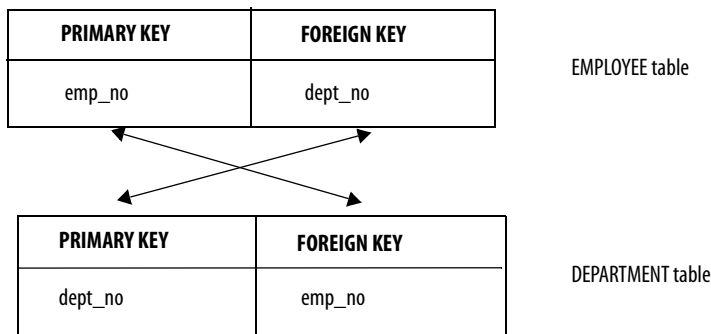 PRIMARY KEY FOREIGN KEY
EMPLOYEE table
emp_no dept_no
PRIMARY KEY FOREIGN KEY
DEPARTMENT table
dept_no emp_no